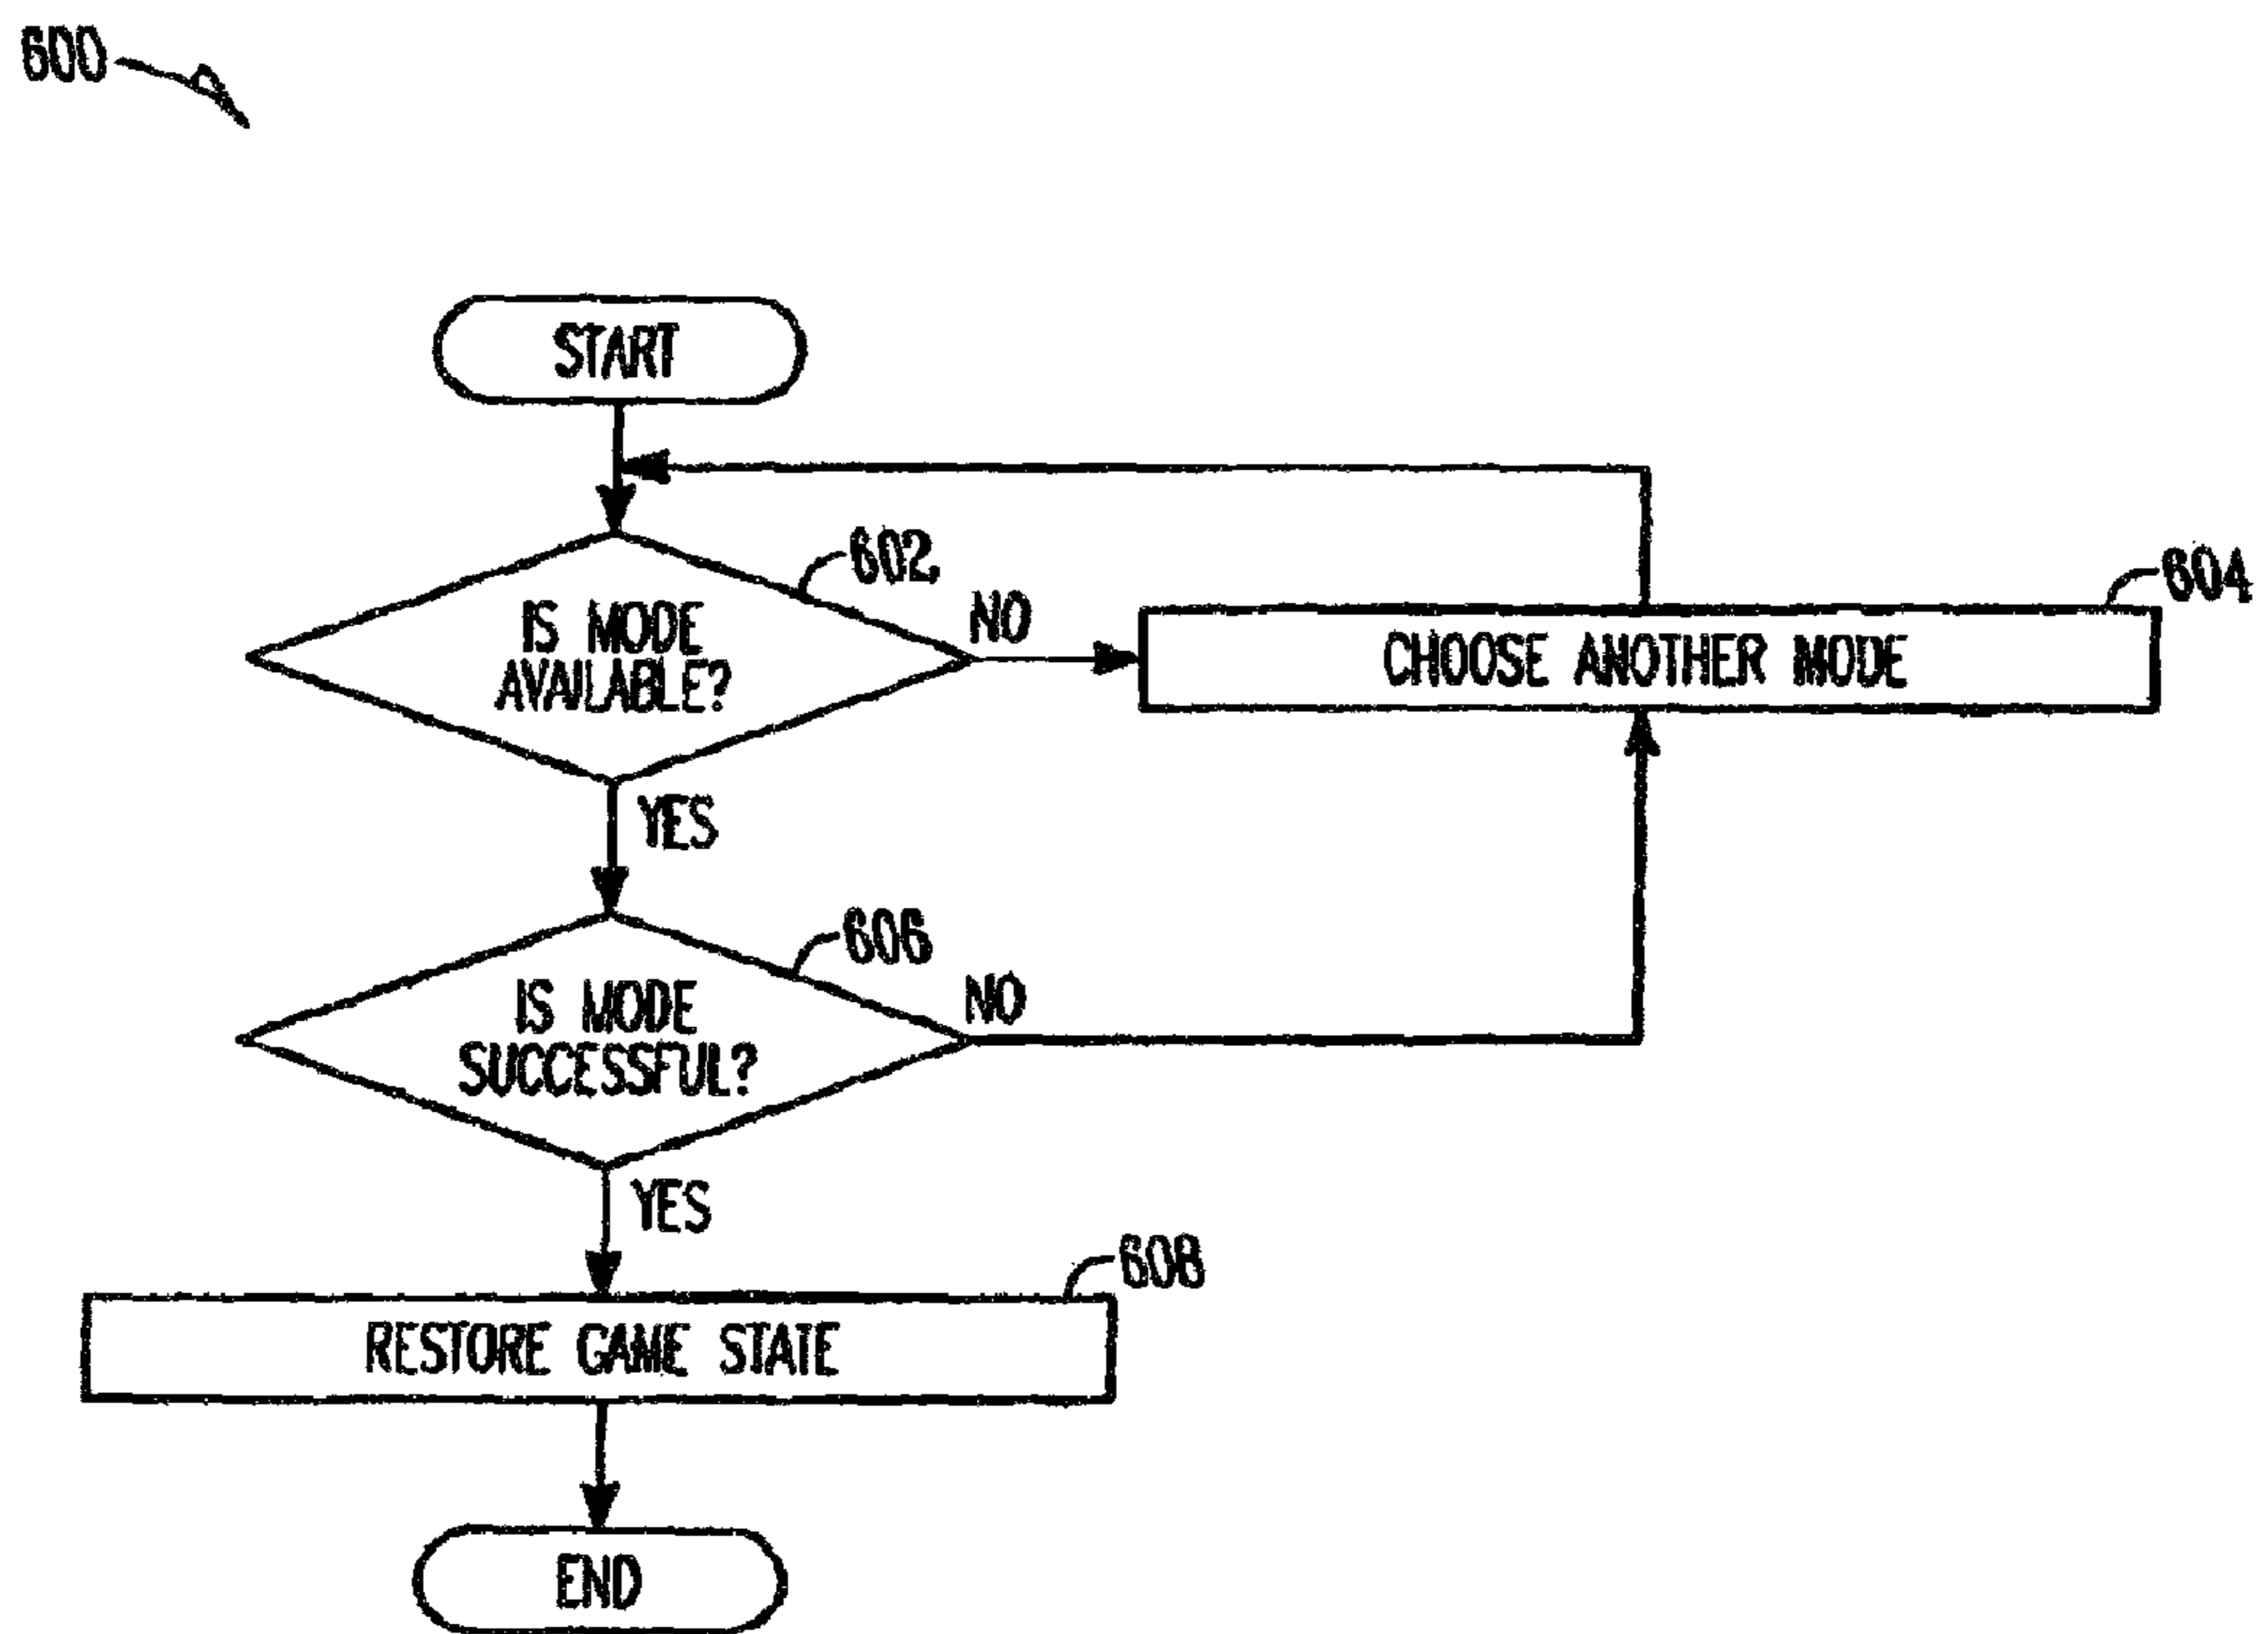 600
START
602
IS MODE
AVAILABLE?
NO
604
CHOOSE ANOTHER MODE
YES
606
IS MODE
SUCCESSFUL?
NO
YES
608
RESTORE GAME STATE
END